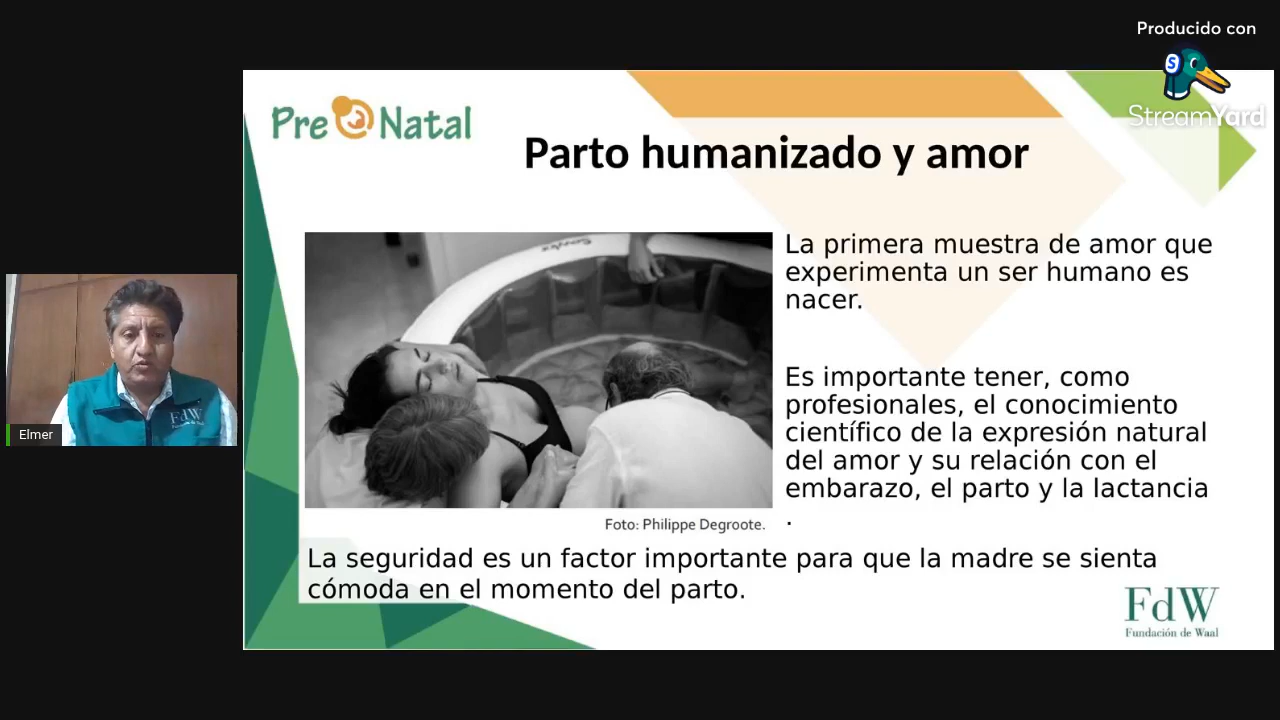 Producido con
StreamYard
Pre Natal
Parto humanizado y amor
La primera muestra de amor que
experimenta un ser humano es
nacer.
Es importante tener, como
profesionales, el conocimiento
científico de la expresión natural
del amor y su relación con el
embarazo, el parto y la lactancia
.
Foto: Philippe Degroote.
La seguridad es un factor importante para que la madre se sienta
cómoda en el momento del parto.
FdW
Fundación de Waal
FdW
Elmer